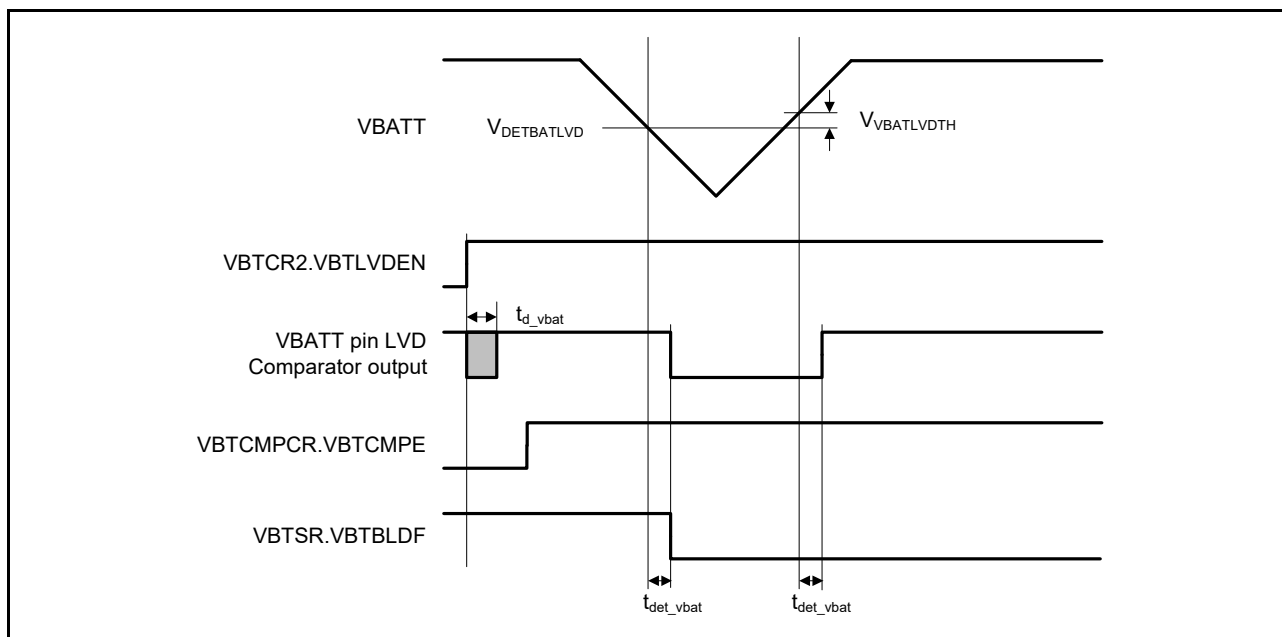 VBATT
VDETBATLVD
VVBATLVDTH
VBTCR2.VBTLVDEN
td_vbat
VBATT pin LVD
Comparator output
VBTCMPCR.VBTCMPE
VBTSR.VBTBLDF
tdet_vbat
tdet_vbat